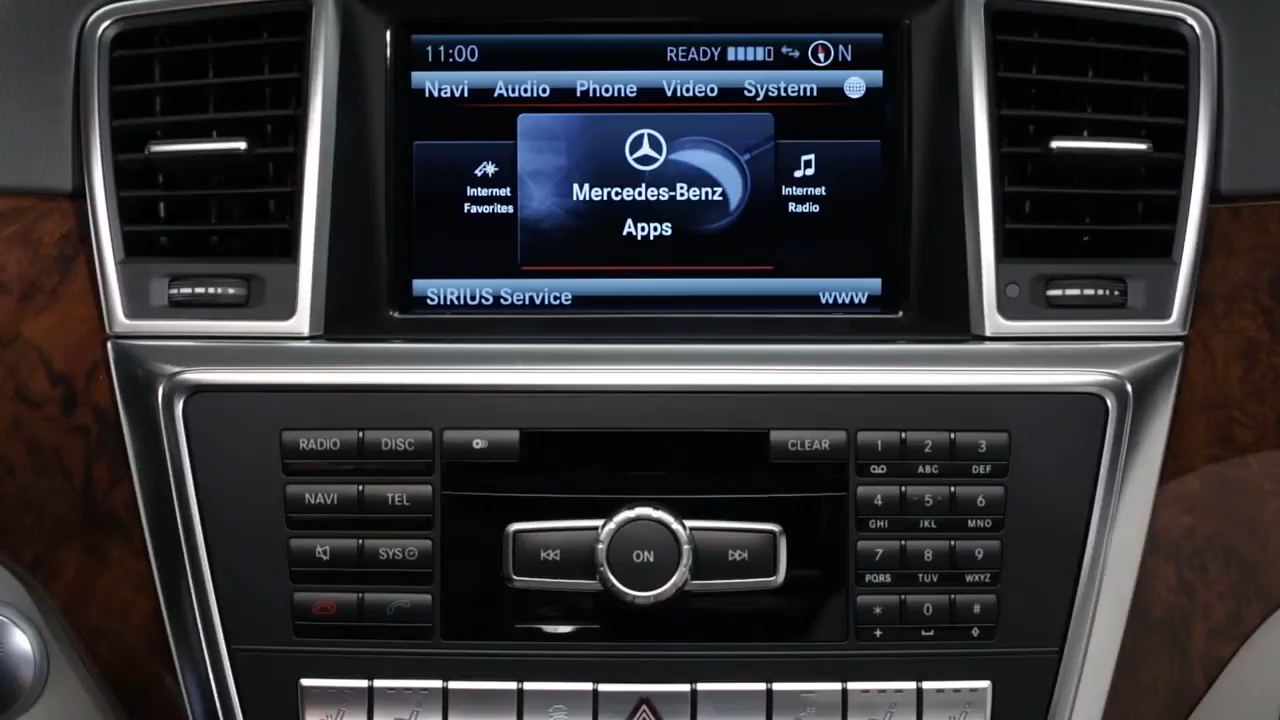 11:00 READY N
Navi Audio Phone Video System
Internet
Favorites
Mercedes-Benz
Apps
Internet
Radio
SIRIUS Service www
RADIO DISC CLEAR 1 2 3
ABC DEF
NAVI TEL 4 5 6
GHI JKL MNO
SYS ON 7 8 9
PQRS TUV WXYZ
* 0 #
+